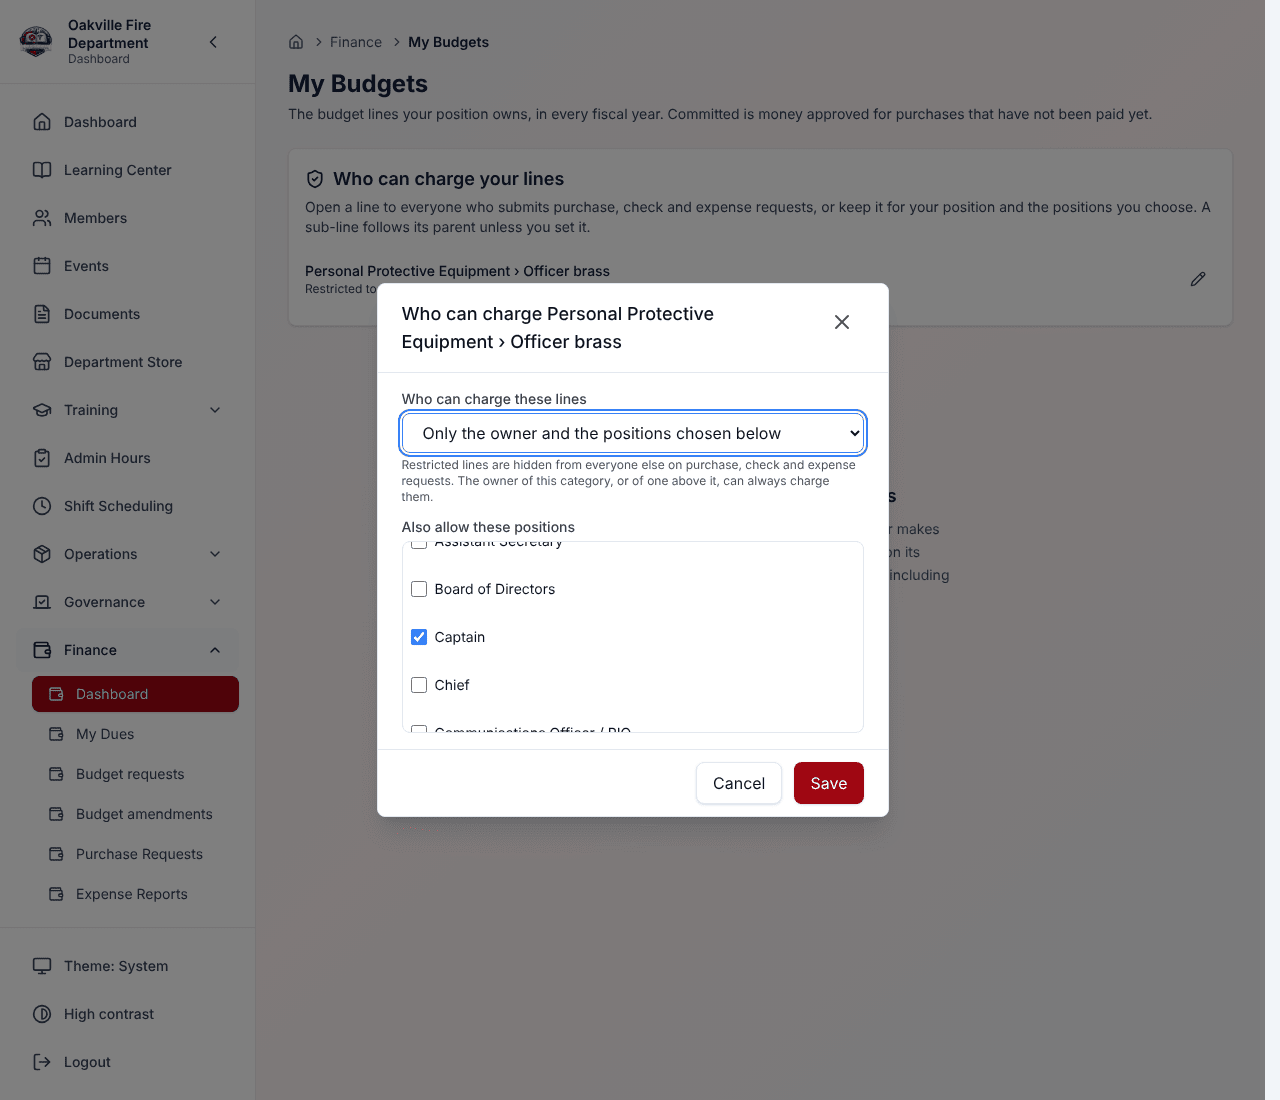 Oakville Fire
Department
Dashboard
Dashboard
Learning Center
Members
Events
Documents
Department Store
Training
Admin Hours
Shift Scheduling
Operations
Governance
Finance
Dashboard
My Dues
Budget requests
Budget amendments
Purchase Requests
Expense Reports
Theme: System
High contrast
Logout
Finance
My Budgets
My Budgets
The budget lines your position owns, in every fiscal year. Committed is money approved for purchases that have not been paid yet.
Who can charge your lines
Open a line to everyone who submits purchase, check and expense requests, or keep it for your position and the positions you choose. A
sub-line follows its parent unless you set it.
Personal Protective Equipment › Officer brass
Restricted to
Who can charge Personal Protective
Equipment › Officer brass
Who can charge these lines
Only the owner and the positions chosen below
Restricted lines are hidden from everyone else on purchase, check and expense
requests. The owner of this category, or of one above it, can always charge
them.
Also allow these positions
Assistant Secretary
Board of Directors
Captain
Chief
Communications Officer / PIO
Cancel
Save
makes
on its
including